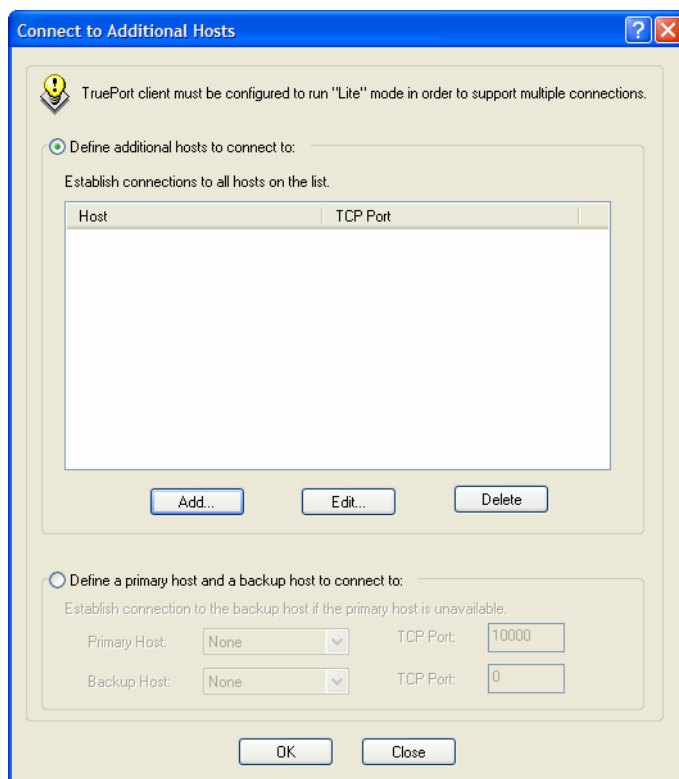 Connect to Additional Hosts
TruePort client must be configured to run "Lite" mode in order to support multiple connections.
Define additional hosts to connect to:
Establish connections to all hosts on the list.
Host TCP Port
Add... Edit... Delete
Define a primary host and a backup host to connect to:
Establish connection to the backup host if the primary host is unavailable.
Primary Host: None TCP Port: 10000
Backup Host: None TCP Port: 0
OK Close